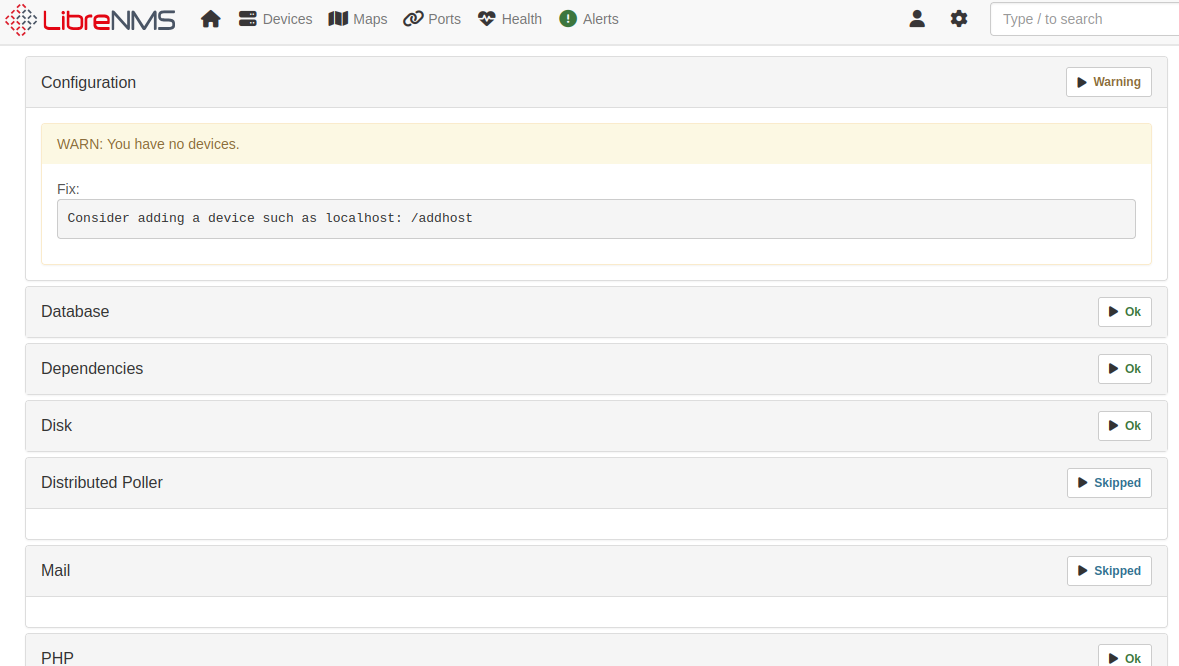 LibreNMS Devices Maps Ports Health Alerts Type / to search
Configuration Warning
WARN: You have no devices.
Fix:
Consider adding a device such as localhost: /addhost
Database Ok
Dependencies Ok
Disk Ok
Distributed Poller Skipped
Mail Skipped
PHP Ok